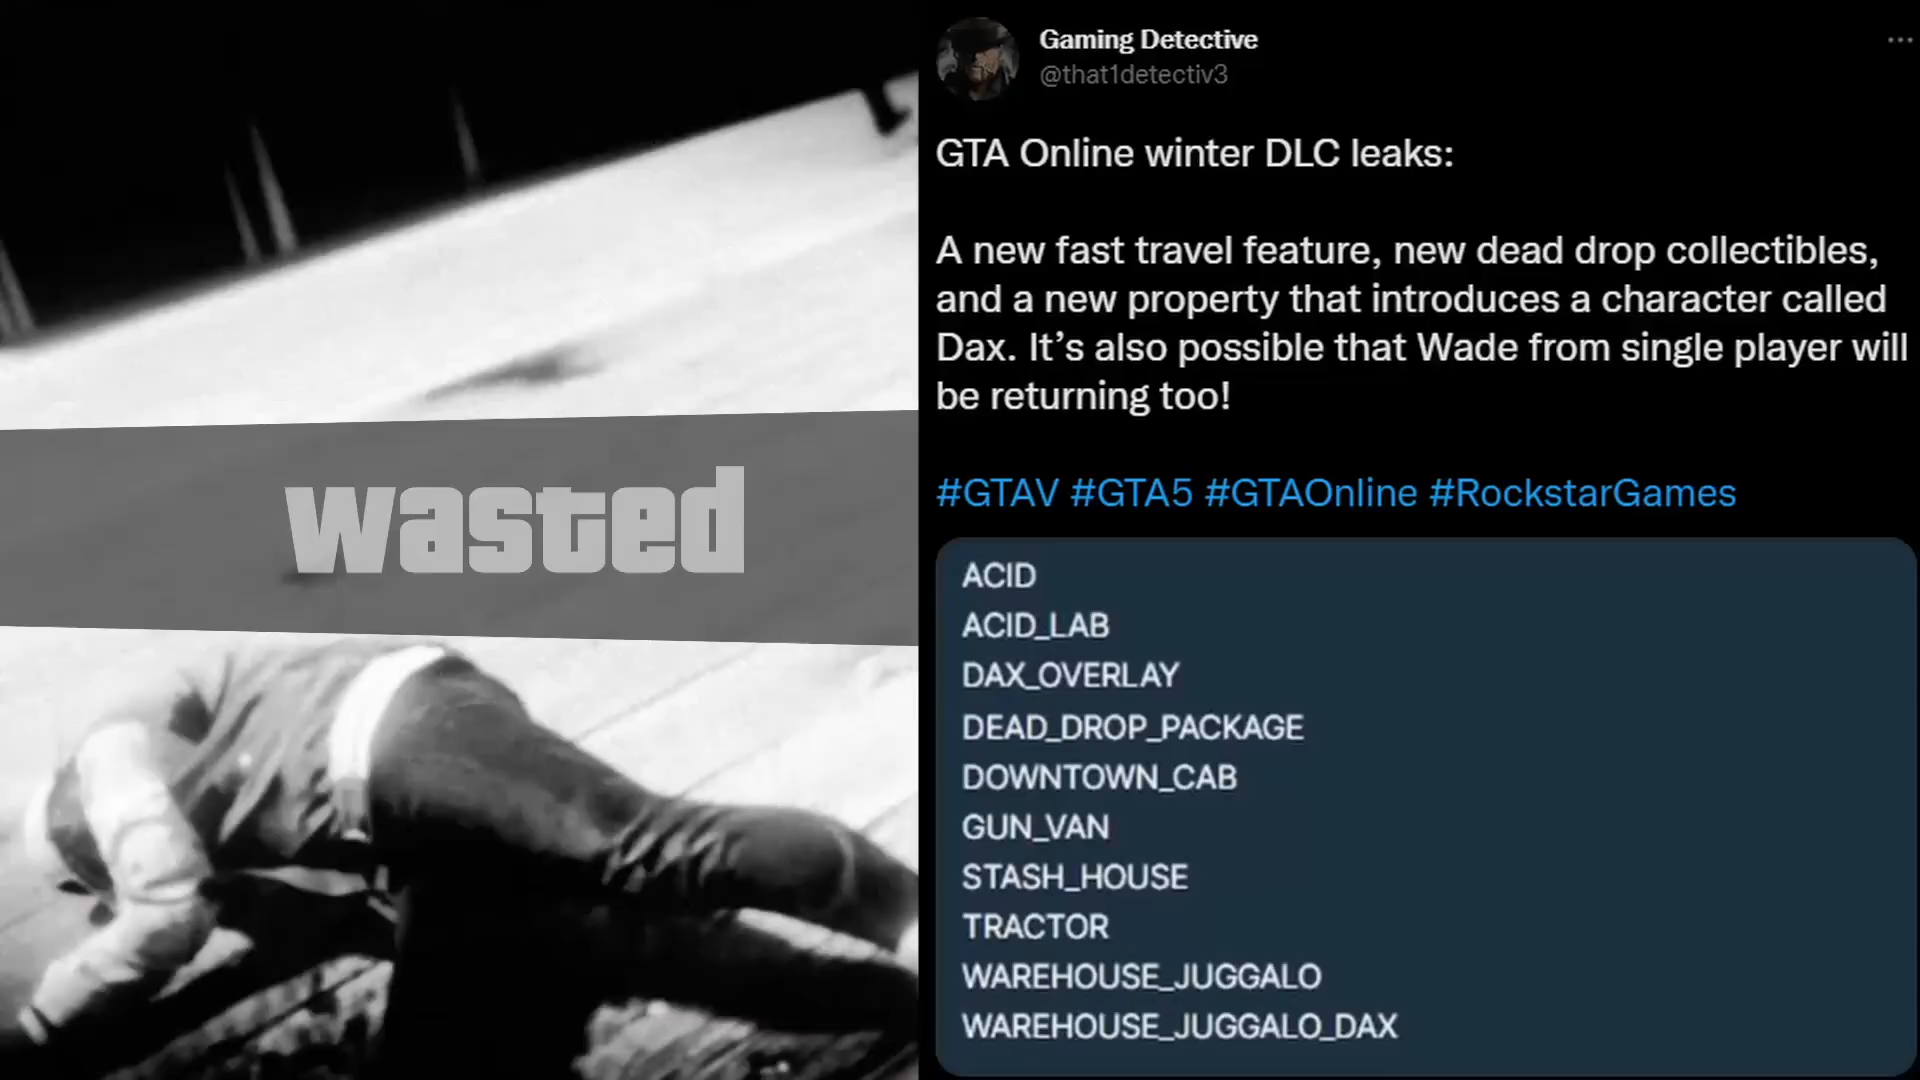 wasted
Gaming Detective
@that1detectiv3
GTA Online winter DLC leaks:
A new fast travel feature, new dead drop collectibles,
and a new property that introduces a character called
Dax. It’s also possible that Wade from single player will
be returning too!
#GTAV #GTA5 #GTAOnline #RockstarGames
ACID
ACID_LAB
DAX_OVERLAY
DEAD_DROP_PACKAGE
DOWNTOWN_CAB
GUN_VAN
STASH_HOUSE
TRACTOR
WAREHOUSE_JUGGALO
WAREHOUSE_JUGGALO_DAX